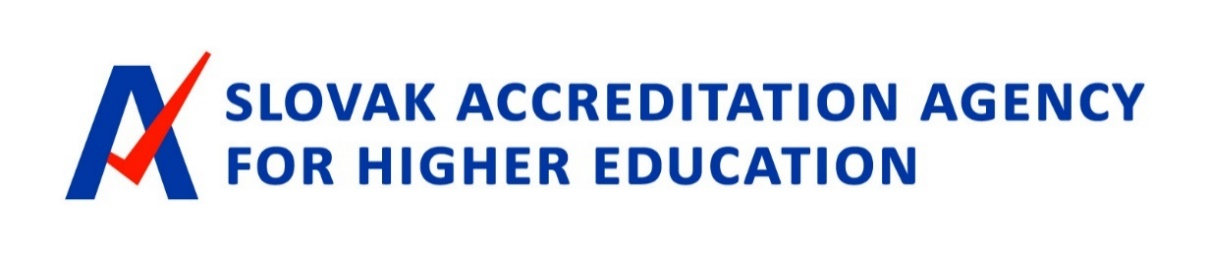 SLOVAK ACCREDITATION AGENCY
FOR HIGHER EDUCATION